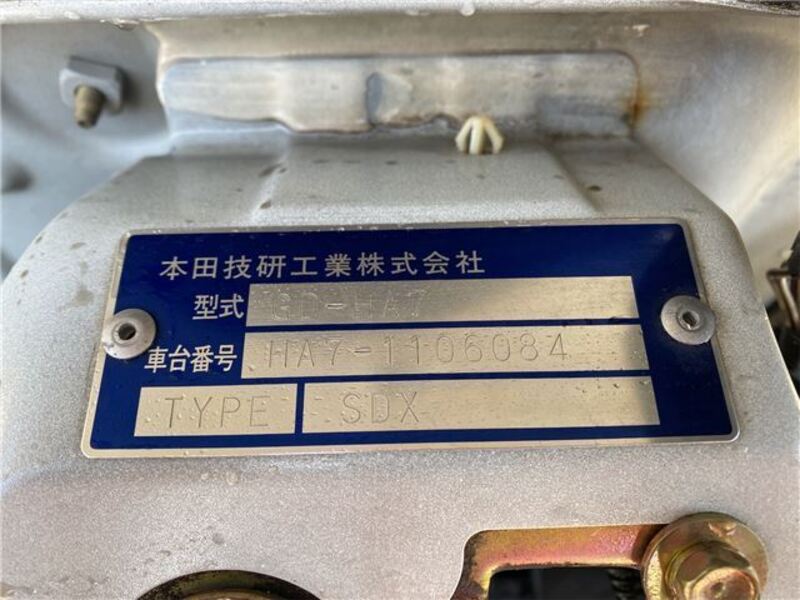 本田技研工業株式会社
型式 GD-HA7
車台番号 HA7-1106084
TYPE SDX